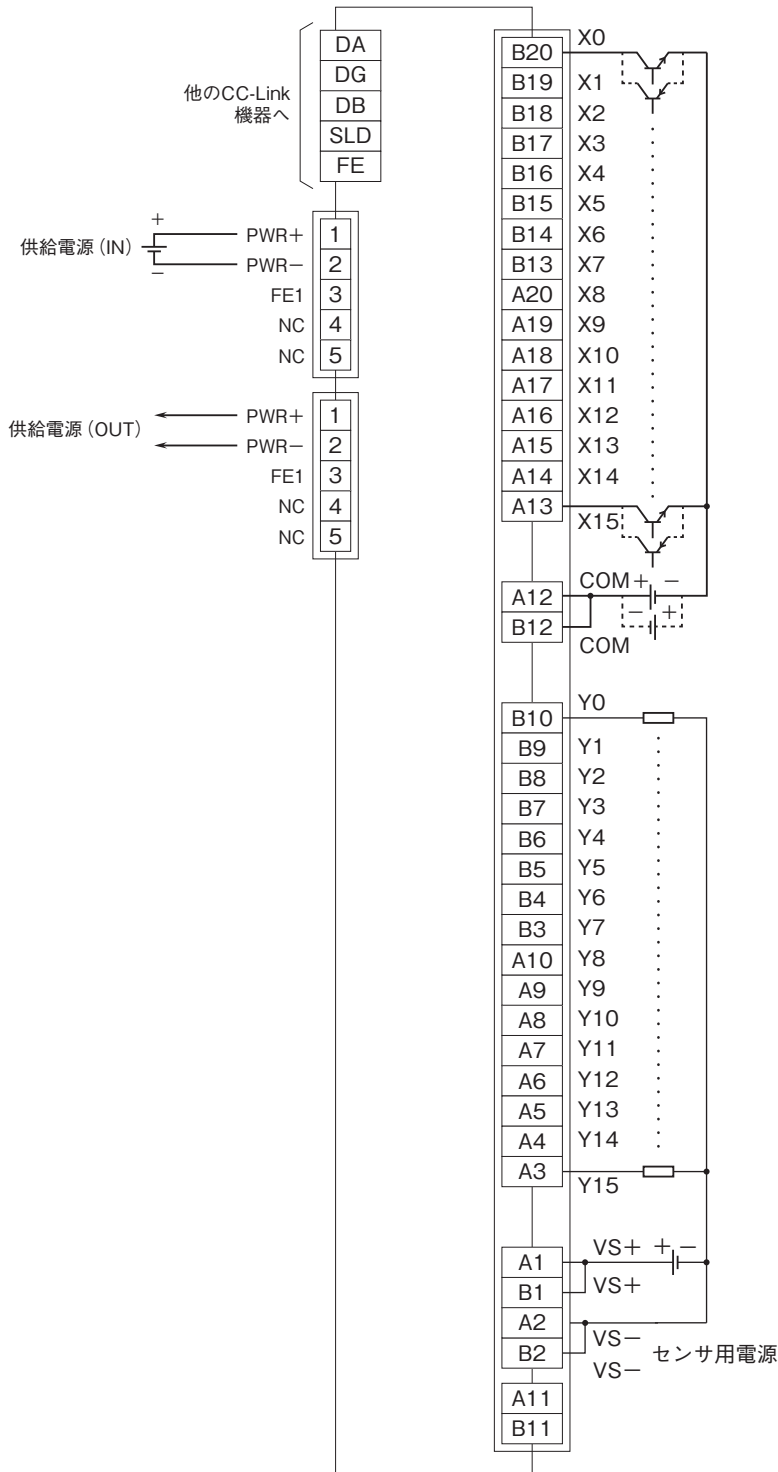 DA
DG
DB
SLD
FE
他のCC-Link
機器へ
供給電源（IN）
+
−
PWR+ 1
PWR− 2
FE1 3
NC 4
NC 5
供給電源（OUT）
PWR+ 1
PWR− 2
FE1 3
NC 4
NC 5
B20 X0
B19 X1
B18 X2
B17 X3
B16 X4
B15 X5
B14 X6
B13 X7
A20 X8
A19 X9
A18 X10
A17 X11
A16 X12
A15 X13
A14 X14
A13 X15
A12 COM + −
− +
B12 COM
B10 Y0
B9 Y1
B8 Y2
B7 Y3
B6 Y4
B5 Y5
B4 Y6
B3 Y7
A10 Y8
A9 Y9
A8 Y10
A7 Y11
A6 Y12
A5 Y13
A4 Y14
A3 Y15
A1 VS+ + −
B1 VS+
A2 VS−
B2 VS−
センサ用電源
A11
B11